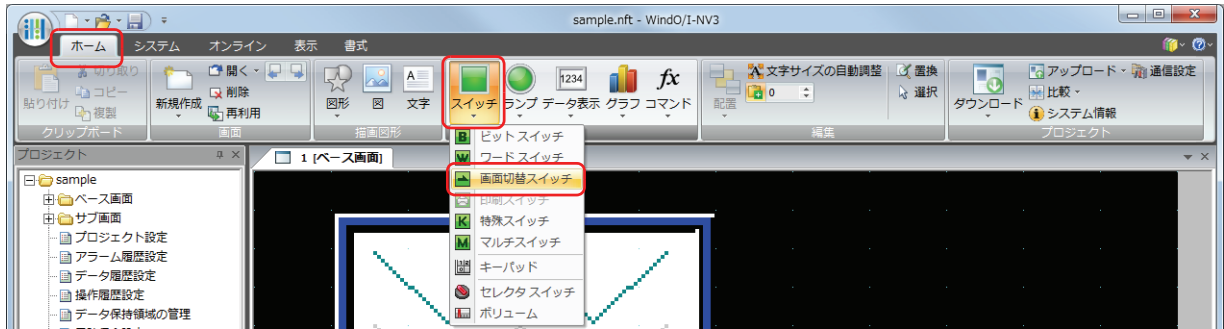 sample.nft - WindO/I-NV3
ホーム システム オンライン 表示 書式
切り取り
コピー
複製
貼り付け
クリップボード
新規作成
開く
削除
再利用
画面
図形 図 文字
描画図形
スイッチ ランプ データ表示 グラフ コマンド
1234
fx
配置
文字サイズの自動調整
0
置換
選択
編集
ダウンロード
アップロード
通信設定
比較
システム情報
プロジェクト
プロジェクト
1 [ベース画面]
sample
ベース画面
サブ画面
プロジェクト設定
アラーム履歴設定
データ履歴設定
操作履歴設定
データ保持領域の管理
B ビット スイッチ
W ワード スイッチ
画面切替スイッチ
印刷スイッチ
K 特殊スイッチ
M マルチスイッチ
キーパッド
セレクタ スイッチ
ボリューム